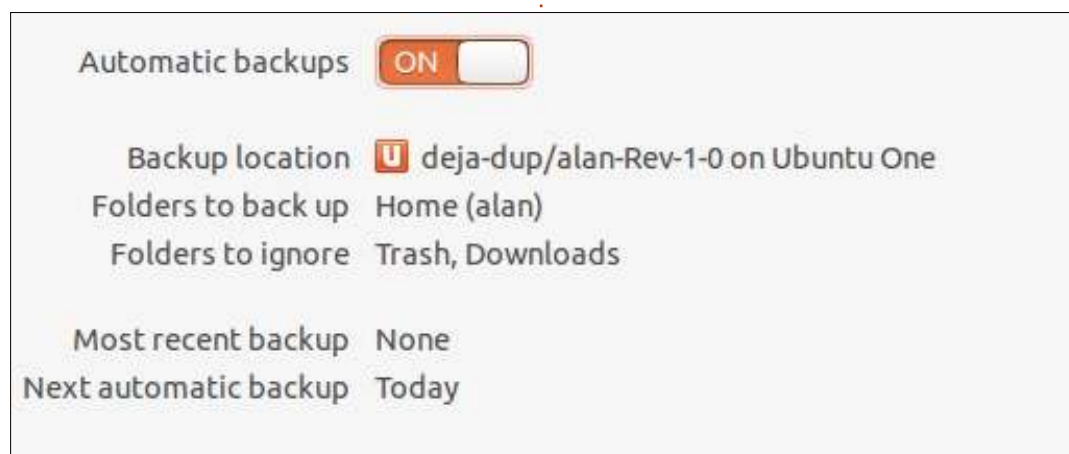 Automatic backups ON
Backup location U deja-dup/alan-Rev-1-0 on Ubuntu One
Folders to back up Home (alan)
Folders to ignore Trash, Downloads
Most recent backup None
Next automatic backup Today